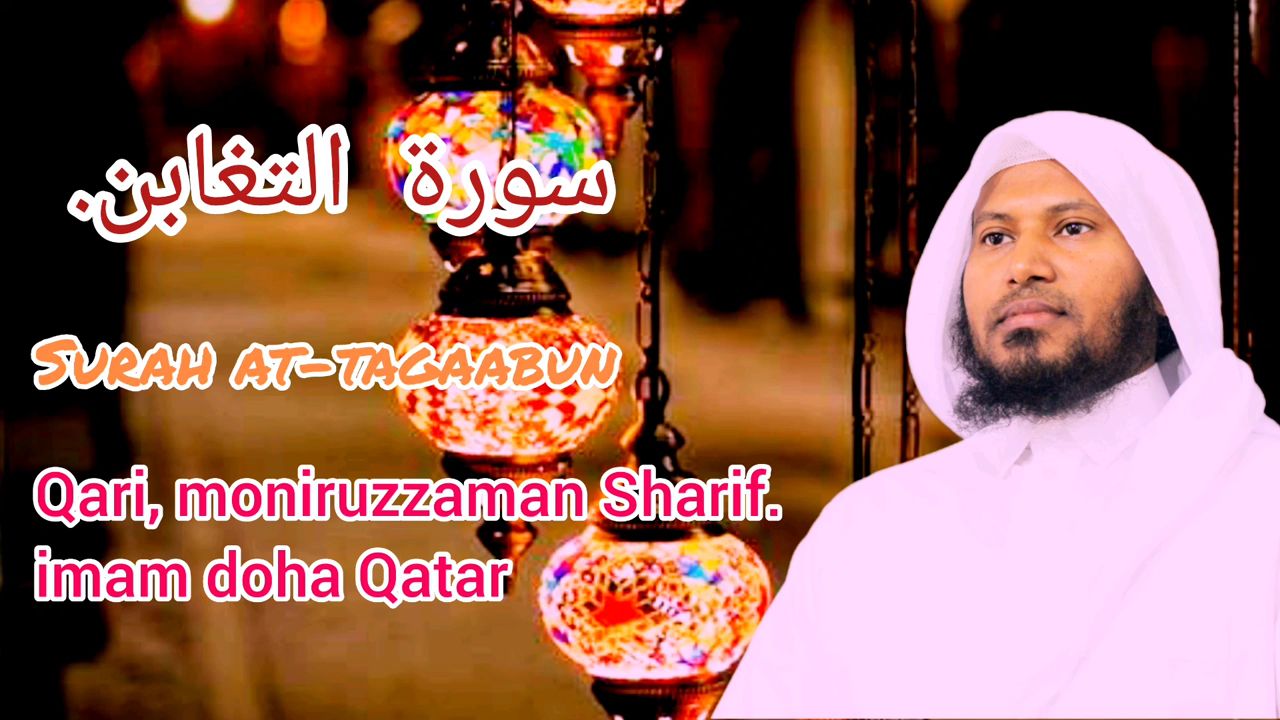 سورة التغابن.
Surah at-tagaabun
Qari, moniruzzaman Sharif.
imam doha Qatar